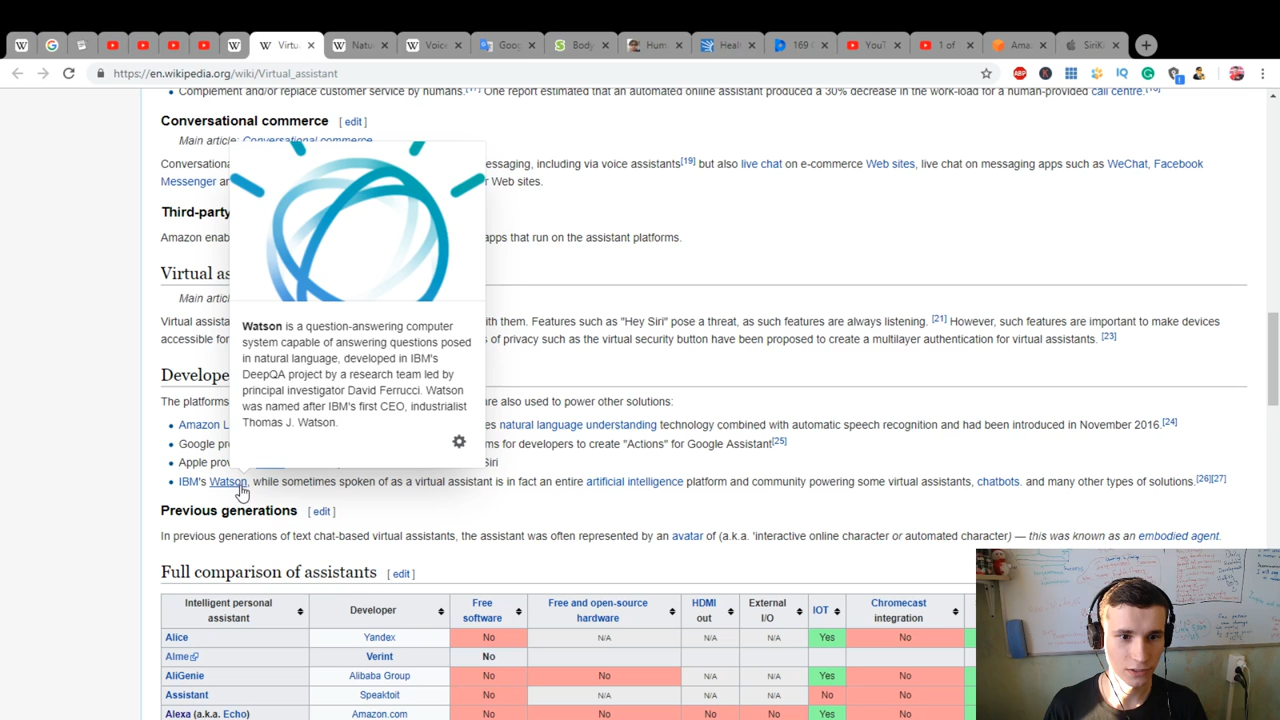 Virtu
Natu
Voice
Goog
Body
Hum
Heal
169 (
YouT
1 of
Ama
SiriK
https://en.wikipedia.org/wiki/Virtual_assistant
ABP
K
IQ
Complement and/or replace customer service by humans.[17] One report estimated that an automated online assistant produced a 30% decrease in the work-load for a human-provided call centre.[18]
Conversational commerce [ edit ]
Main article: Conversational commerce
Conversationa
essaging, including via voice assistants[19] but also live chat on e-commerce Web sites, live chat on messaging apps such as WeChat, Facebook
Messenger an
r Web sites.
Third-party
Amazon enab
apps that run on the assistant platforms.
Virtual as
Main articl
Virtual assista
ith them. Features such as "Hey Siri" pose a threat, as such features are always listening. [21] However, such features are important to make devices
accessible for
s of privacy such as the virtual security button have been proposed to create a multilayer authentication for virtual assistants. [23]
Watson is a question-answering computer
system capable of answering questions posed
in natural language, developed in IBM's
DeepQA project by a research team led by
principal investigator David Ferrucci. Watson
was named after IBM's first CEO, industrialist
Thomas J. Watson.
Develope
The platforms
are also used to power other solutions:
Amazon L
es natural language understanding technology combined with automatic speech recognition and had been introduced in November 2016.[24]
Google pr
ms for developers to create "Actions" for Google Assistant[25]
Apple prov
Siri
IBM's Watson, while sometimes spoken of as a virtual assistant is in fact an entire artificial intelligence platform and community powering some virtual assistants, chatbots. and many other types of solutions.[26][27]
Previous generations [ edit ]
In previous generations of text chat-based virtual assistants, the assistant was often represented by an avatar of (a.k.a. 'interactive online character or automated character) — this was known as an embodied agent.
Full comparison of assistants [ edit ]
Intelligent personal assistant Developer Free software Free and open-source hardware HDMI out External I/O IOT Chromecast integration
Alice Yandex No N/A N/A N/A Yes No
Alme Verint No
AliGenie Alibaba Group No No N/A N/A Yes No
Assistant Speaktoit No N/A N/A N/A No No
Alexa (a.k.a. Echo) Amazon.com No No No No Yes No